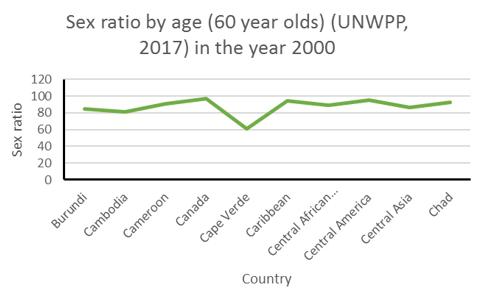 Sex ratio by age (60 year olds) (UNWPP,
2017) in the year 2000
120
100
80
60
40
20
0
Sex ratio
Burundi
Cambodia
Cameroon
Canada
Cape Verde
Caribbean
Central African...
Central America
Central Asia
Chad
Country